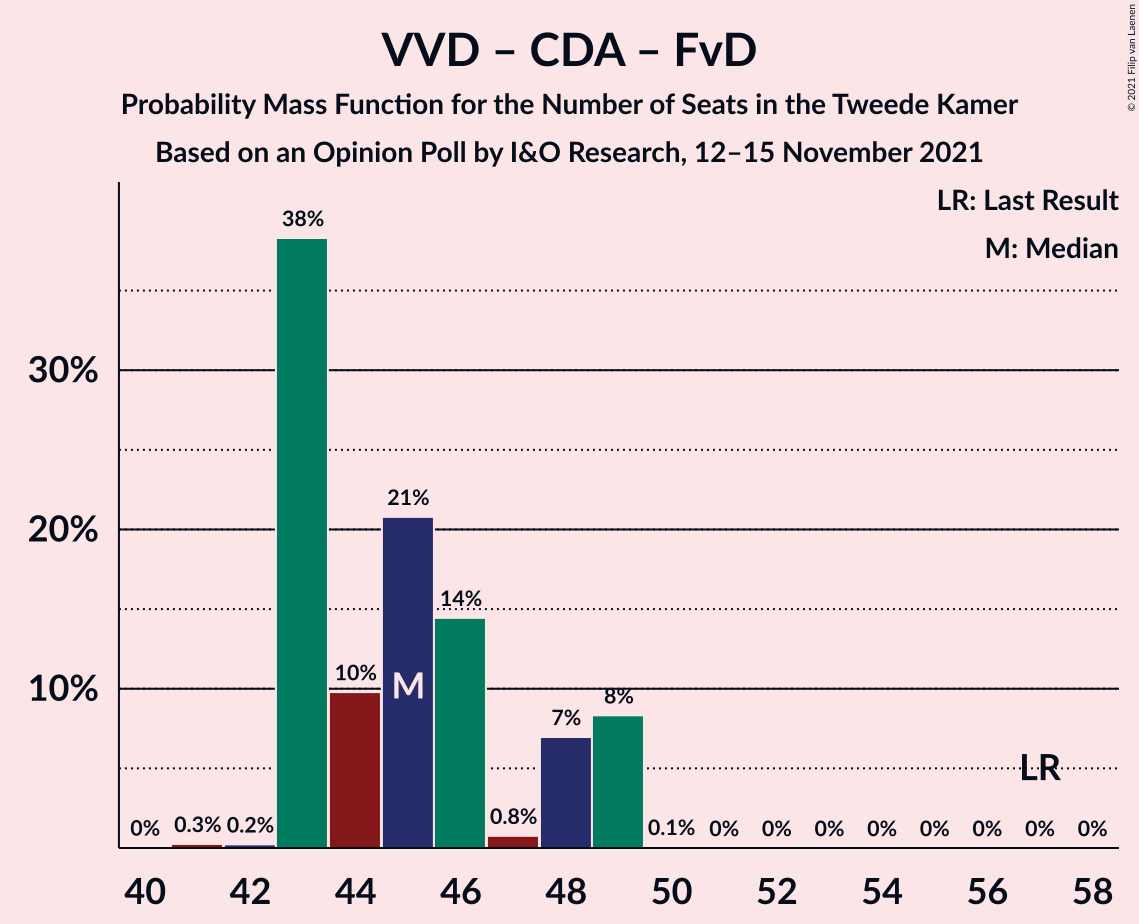 VVD – CDA – FvD
Probability Mass Function for the Number of Seats in the Tweede Kamer
Based on an Opinion Poll by I&O Research, 12–15 November 2021
© 2021 Filip van Laenen
LR: Last Result
M: Median
38%
30%
21%
20%
14%
10%
10%
M
8%
7%
LR
0% 0.3% 0.2% 0.8% 0.1% 0% 0% 0% 0% 0% 0% 0% 0%
40 42 44 46 48 50 52 54 56 58